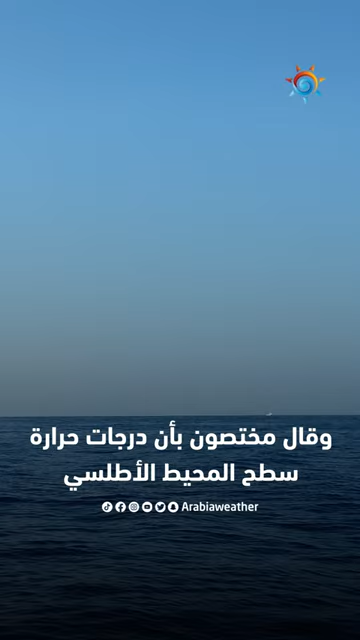 وقال مختصون بأن درجات حرارة
سطح المحيط الأطلسي
Arabiaweather